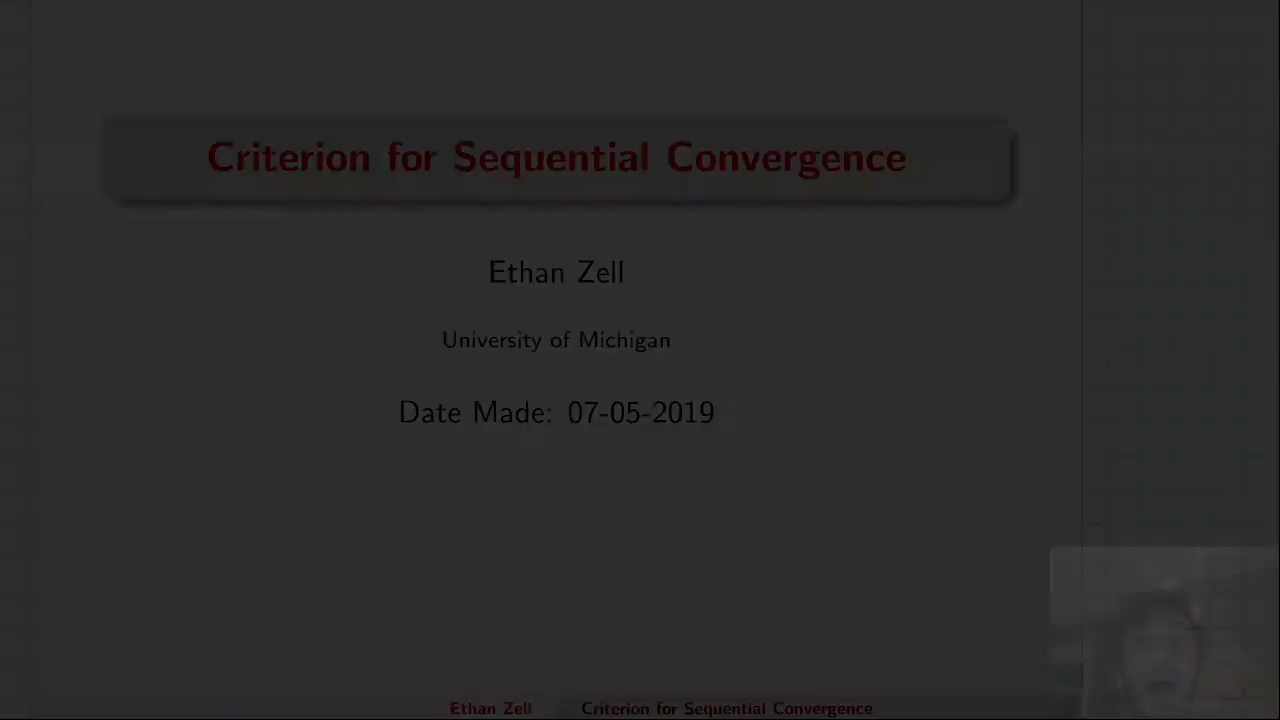 Criterion for Sequential Convergence
Ethan Zell
University of Michigan
Date Made: 07-05-2019
Ethan Zell Criterion for Sequential Convergence